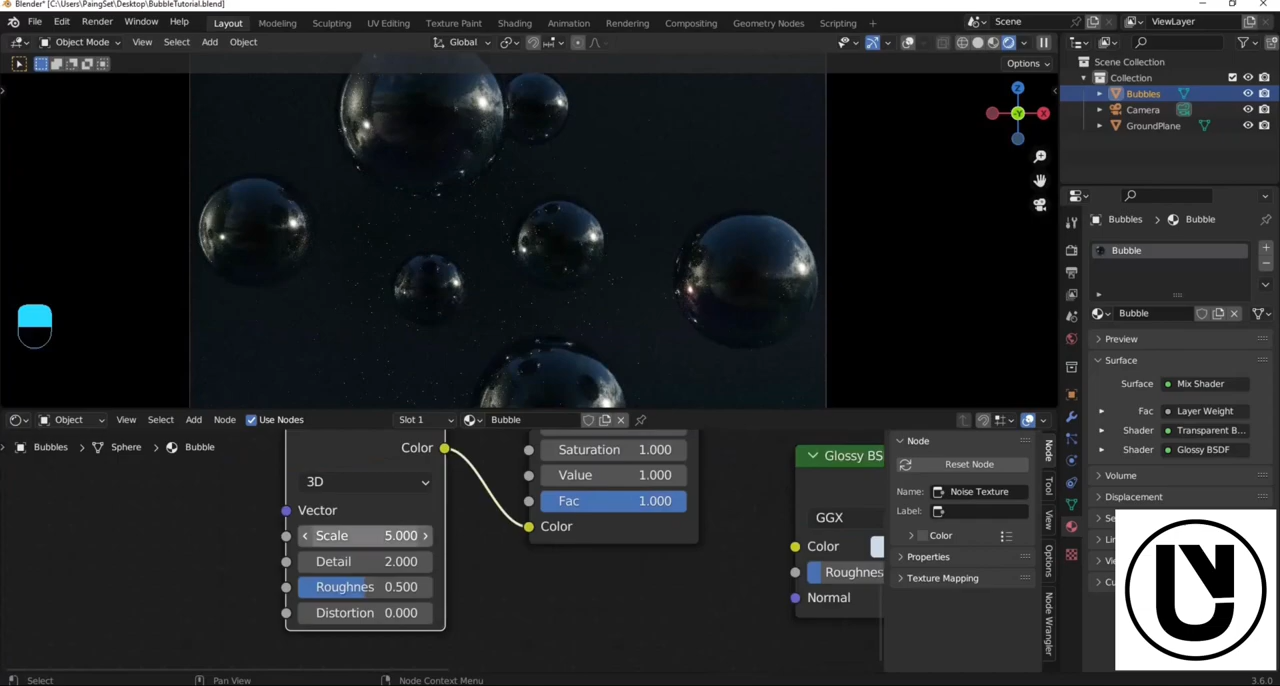 Blender* [C:\Users\PaingSet\Desktop\BubbleTutorial.blend]
File Edit Render Window Help Layout Modeling Sculpting UV Editing Texture Paint Shading Animation Rendering Compositing Geometry Nodes Scripting + Scene ViewLayer
Object Mode View Select Add Object Global
Options
Scene Collection
Collection
Bubbles
Camera
GroundPlane
Z
Y
X
Bubbles > Bubble
Bubble
Bubble
Preview
Surface
Surface Mix Shader
Fac Layer Weight
Shader Transparent B...
Shader Glossy BSDF
Volume
Displacement
Object View Select Add Node Use Nodes Slot 1 Bubble
Bubbles > Sphere > Bubble
Color
3D
Vector
Scale 5.000
Detail 2.000
Roughnes 0.500
Distortion 0.000
Saturation 1.000
Value 1.000
Fac 1.000
Color
Glossy BS
GGX
Color
Roughnes
Normal
Node
Reset Node
Name: Noise Texture
Label:
Color
Properties
Texture Mapping
Node
Tool
View
Options
Node Wrangler
Select Pan View Node Context Menu 3.6.0